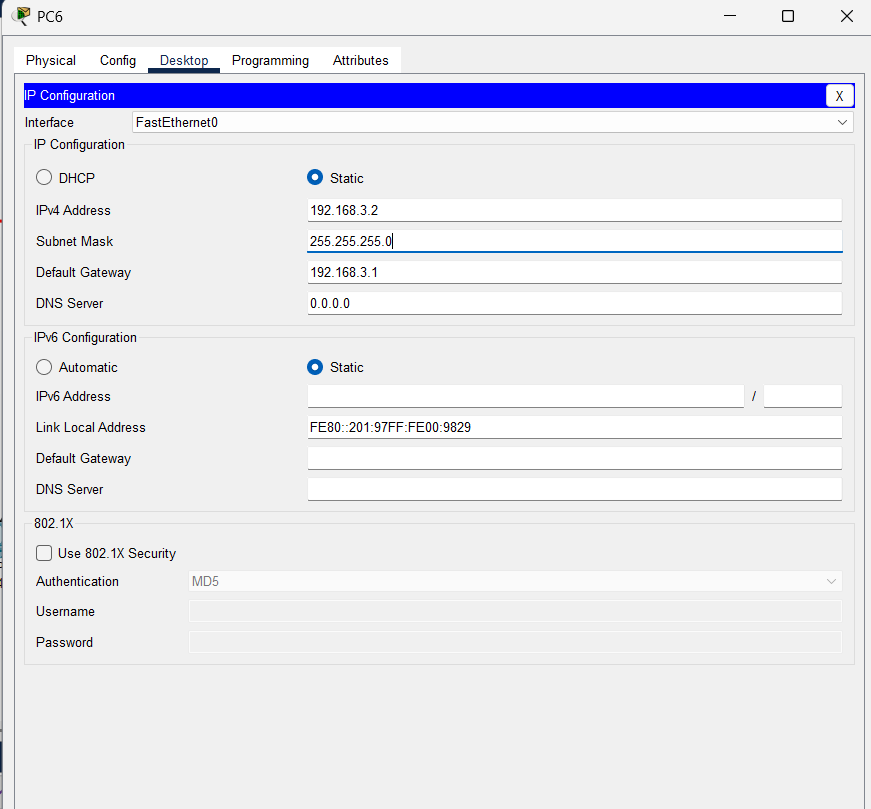 PC6
Physical Config Desktop Programming Attributes
IP Configuration X
Interface FastEthernet0
IP Configuration
DHCP Static
IPv4 Address 192.168.3.2
Subnet Mask 255.255.255.0
Default Gateway 192.168.3.1
DNS Server 0.0.0.0
IPv6 Configuration
Automatic Static
IPv6 Address /
Link Local Address FE80::201:97FF:FE00:9829
Default Gateway
DNS Server
802.1X
Use 802.1X Security
Authentication MD5
Username
Password